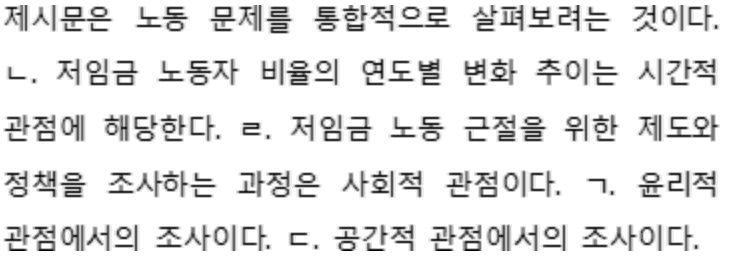 제시문은 노동 문제를 통합적으로 살펴보려는 것이다.
ㄴ. 저임금 노동자 비율의 연도별 변화 추이는 시간적
관점에 해당한다. ㄹ. 저임금 노동 근절을 위한 제도와
정책을 조사하는 과정은 사회적 관점이다. ㄱ. 윤리적
관점에서의 조사이다. ㄷ. 공간적 관점에서의 조사이다.